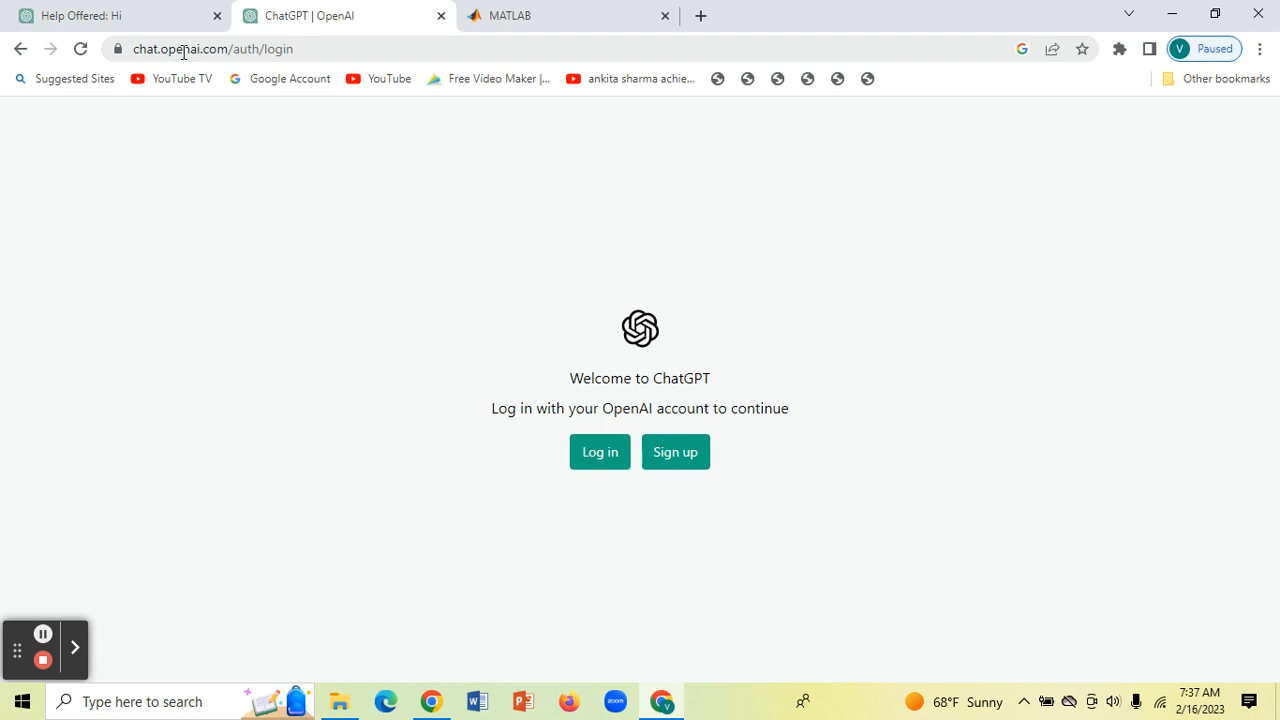 Help Offered: Hi
ChatGPT | OpenAI
MATLAB
chat.openai.com/auth/login
V
Paused
Suggested Sites
YouTube TV
Google Account
YouTube
Free Video Maker |...
ankita sharma achie...
Other bookmarks
Welcome to ChatGPT
Log in with your OpenAI account to continue
Log in
Sign up
Type here to search
zoom
V
68°F Sunny
7:37 AM
2/16/2023